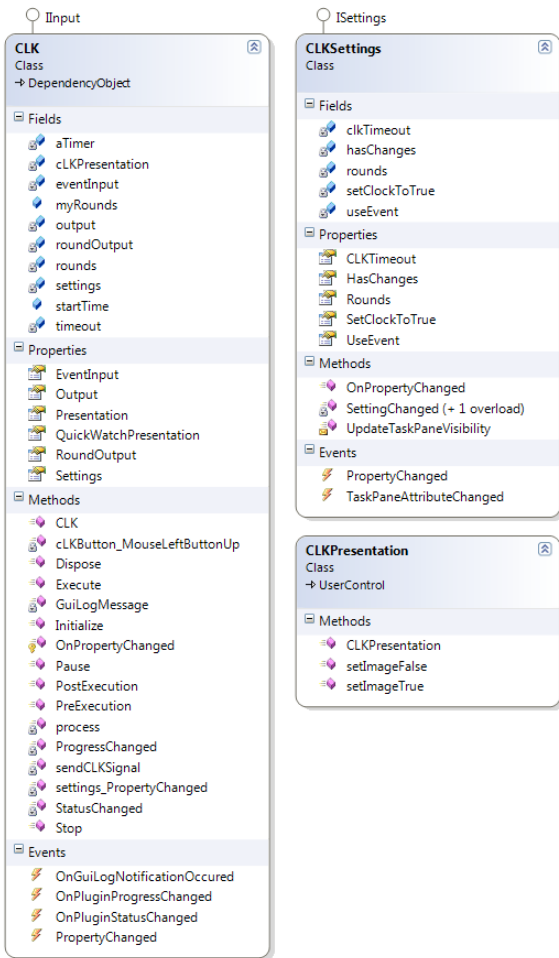 IInput
CLK
Class
DependencyObject
Fields
aTimer
cLKPresentation
eventInput
myRounds
output
roundOutput
rounds
settings
startTime
timeout
Properties
EventInput
Output
Presentation
QuickWatchPresentation
RoundOutput
Settings
Methods
CLK
cLKButton_MouseLeftButtonUp
Dispose
Execute
GuiLogMessage
Initialize
OnPropertyChanged
Pause
PostExecution
PreExecution
process
ProgressChanged
sendCLKSignal
settings_PropertyChanged
StatusChanged
Stop
Events
OnGuiLogNotificationOccured
OnPluginProgressChanged
OnPluginStatusChanged
PropertyChanged
ISettings
CLKSettings
Class
Fields
clkTimeout
hasChanges
rounds
setClockToTrue
useEvent
Properties
CLKTimeout
HasChanges
Rounds
SetClockToTrue
UseEvent
Methods
OnPropertyChanged
SettingChanged (+ 1 overload)
UpdateTaskPaneVisibility
Events
PropertyChanged
TaskPaneAttributeChanged
CLKPresentation
Class
UserControl
Methods
CLKPresentation
setImageFalse
setImageTrue